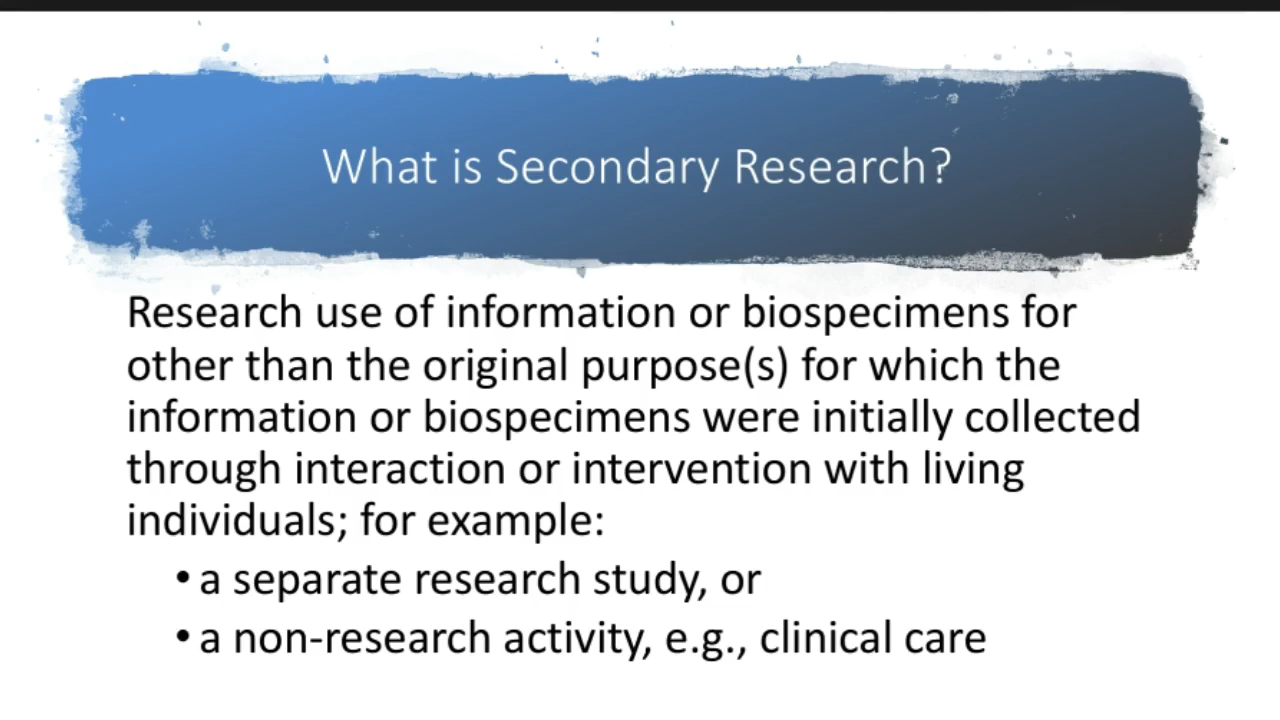 What is Secondary Research?
Research use of information or biospecimens for
other than the original purpose(s) for which the
information or biospecimens were initially collected
through interaction or intervention with living
individuals; for example:
• a separate research study, or
• a non-research activity, e.g., clinical care